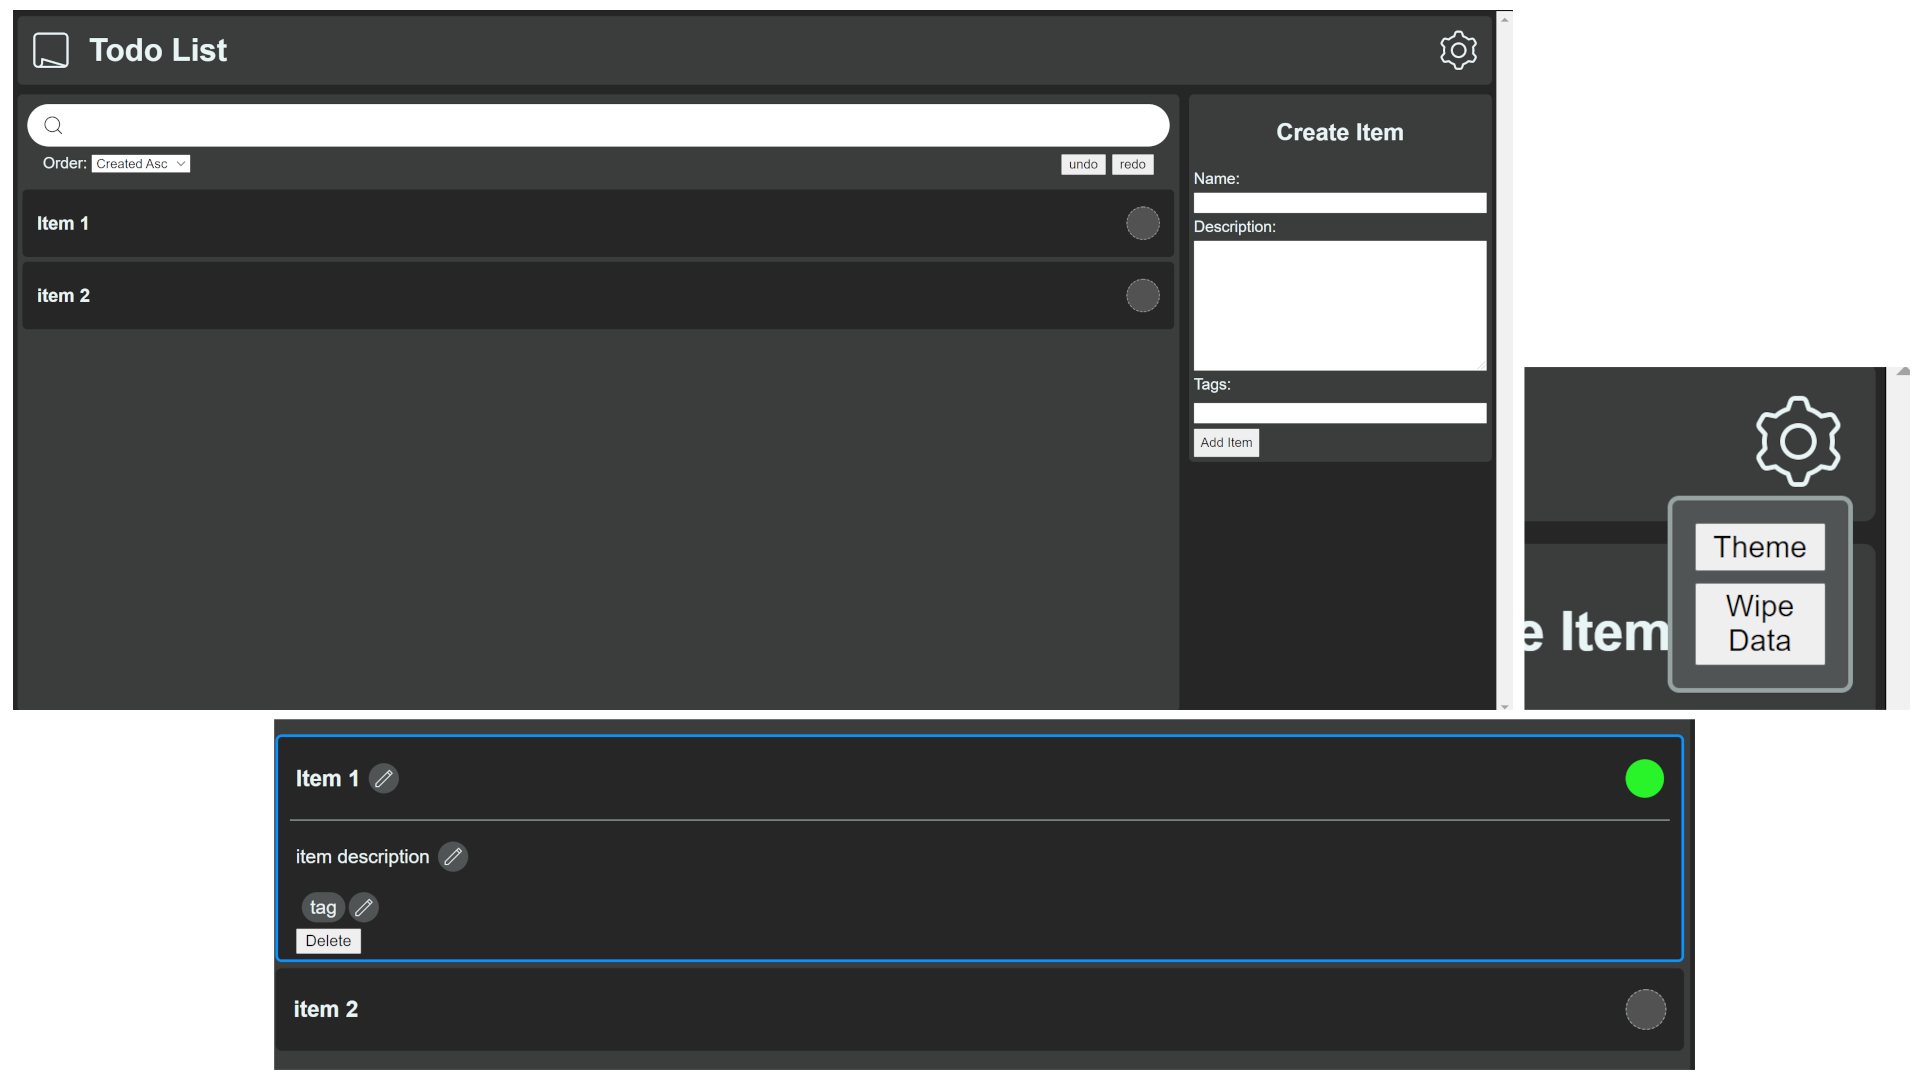 Todo List
Order: Created Asc
undo redo
Item 1
item 2
Create Item
Name:
Description:
Tags:
Add Item
e Item
Theme
Wipe
Data
Item 1
item description
tag
Delete
item 2